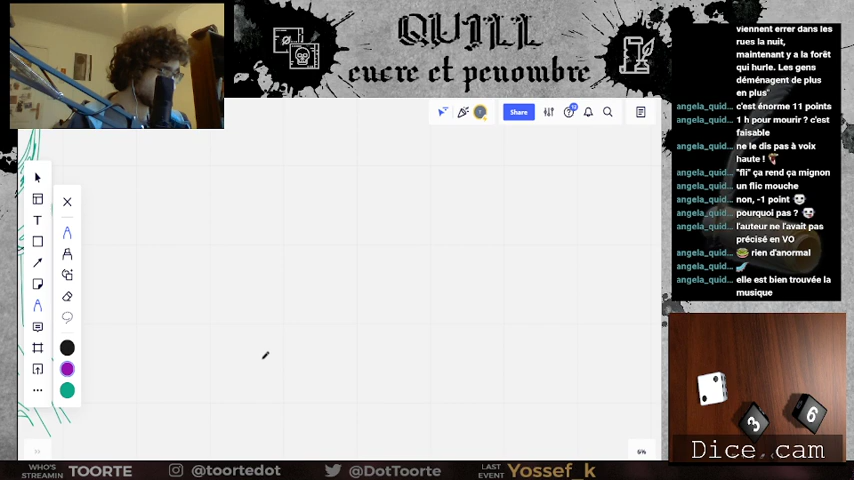 QUILL
encre et penombre
Share
viennent errer dans les
rues la nuit,
maintenant y a la forêt
qui hurle. Les gens
déménagent de plus
en plus"
angela_quid... c'est énorme 11 points
angela_quid... 1 h pour mourir ? c'est
faisable
angela_quid... ne le dis pas à voix
haute !
angela_quid... "fli" ça rend ça mignon
angela_quid... un flic mouche
angela_quid... non, -1 point
angela_quid... pourquoi pas ?
angela_quid... l'auteur ne l'avait pas
précisé en VO
angela_quid... rien d'anormal
angela_quid...
angela_quid... elle est bien trouvée la
musique
T
6%
3
6
Dice.cam
WHO'S
STREAMIN
TOORTE
@toortedot
@DotToorte
LAST
EVENT
Yossef_k